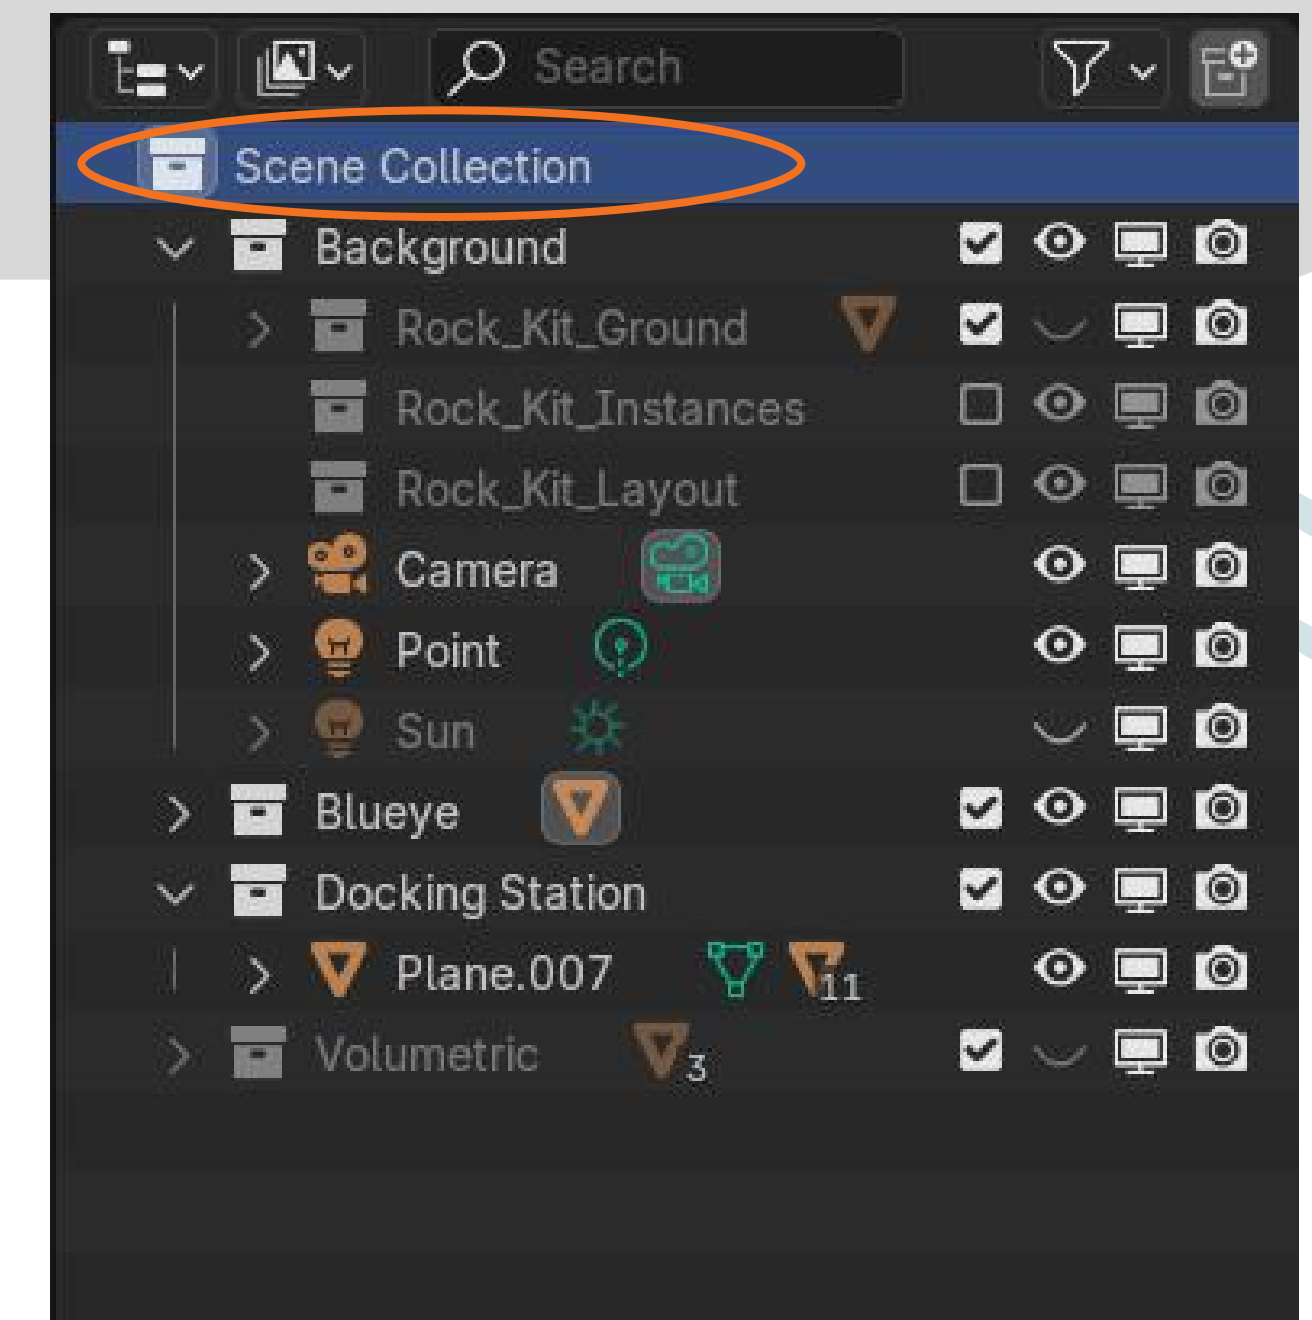 Search
Scene Collection
Background
Rock_Kit_Ground
Rock_Kit_Instances
Rock_Kit_Layout
Camera
Point
Sun
Blueye
Docking Station
Plane.007 11
Volumetric 3